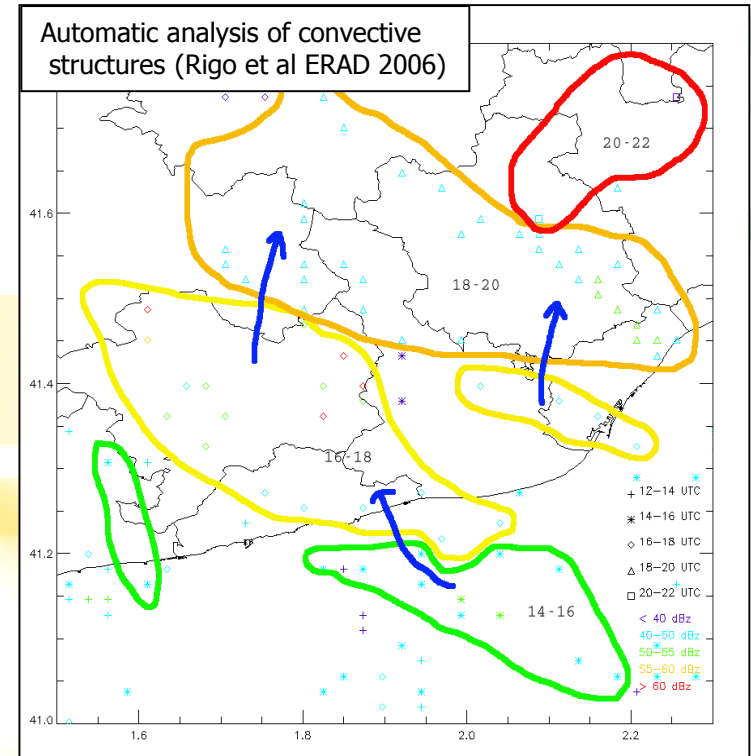 Automatic analysis of convective
structures (Rigo et al ERAD 2006)
20-22
41.6
18-20
41.4
16-18
12-14 UTC
14-16 UTC
41.2
16-18 UTC
18-20 UTC
20-22 UTC
14-16
< 40 dBz
40-50 dBz
50-55 dBz
55-60 dBz
> 60 dBz
41.0
1.6
1.8
2.0
2.2